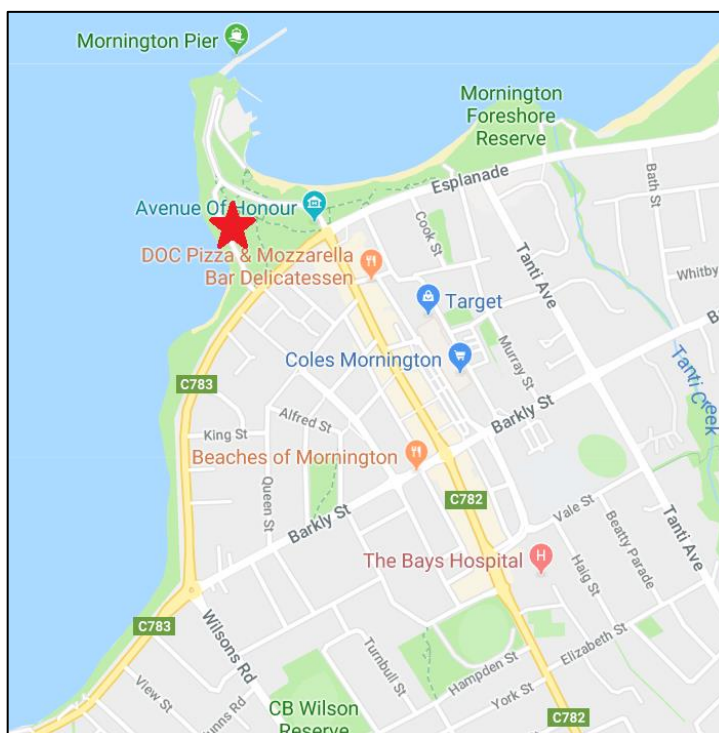 Mornington Pier
Mornington
Foreshore
Reserve
Esplanade
Bath St
Avenue Of Honour
Cook St
DOC Pizza & Mozzarella
Bar Delicatessen
Tanti Ave
Whitby
Target
Coles Mornington
Murray St
C783
Tanti Creek
Alfred St
King St
Barkly St
Beaches of Mornington
Queen St
C782
Vale St
Barkly St
Beatty Parade
Tanti Ave
The Bays Hospital
H
Haig St
C783
Wilsons Rd
Turnbull St
Elizabeth St
Hampden St
View St
York St
CB Wilson
Reserve
C782